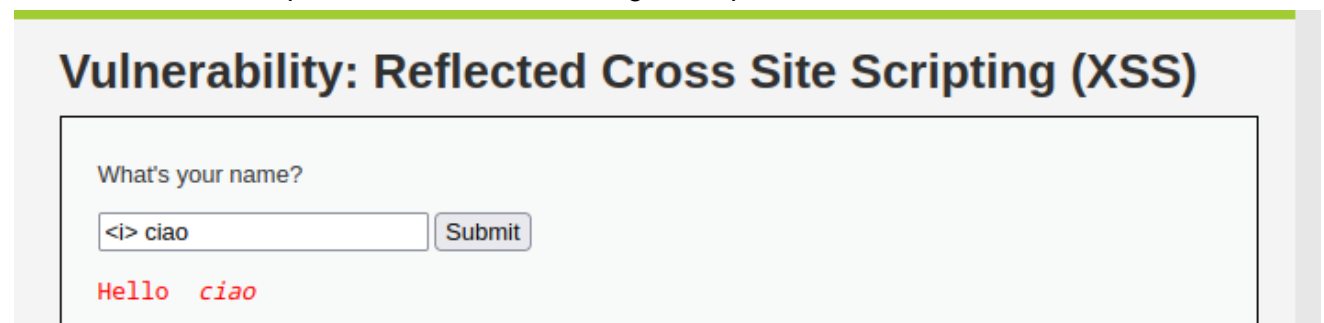 Vulnerability: Reflected Cross Site Scripting (XSS)
What's your name?
<i> ciao Submit
Hello ciao